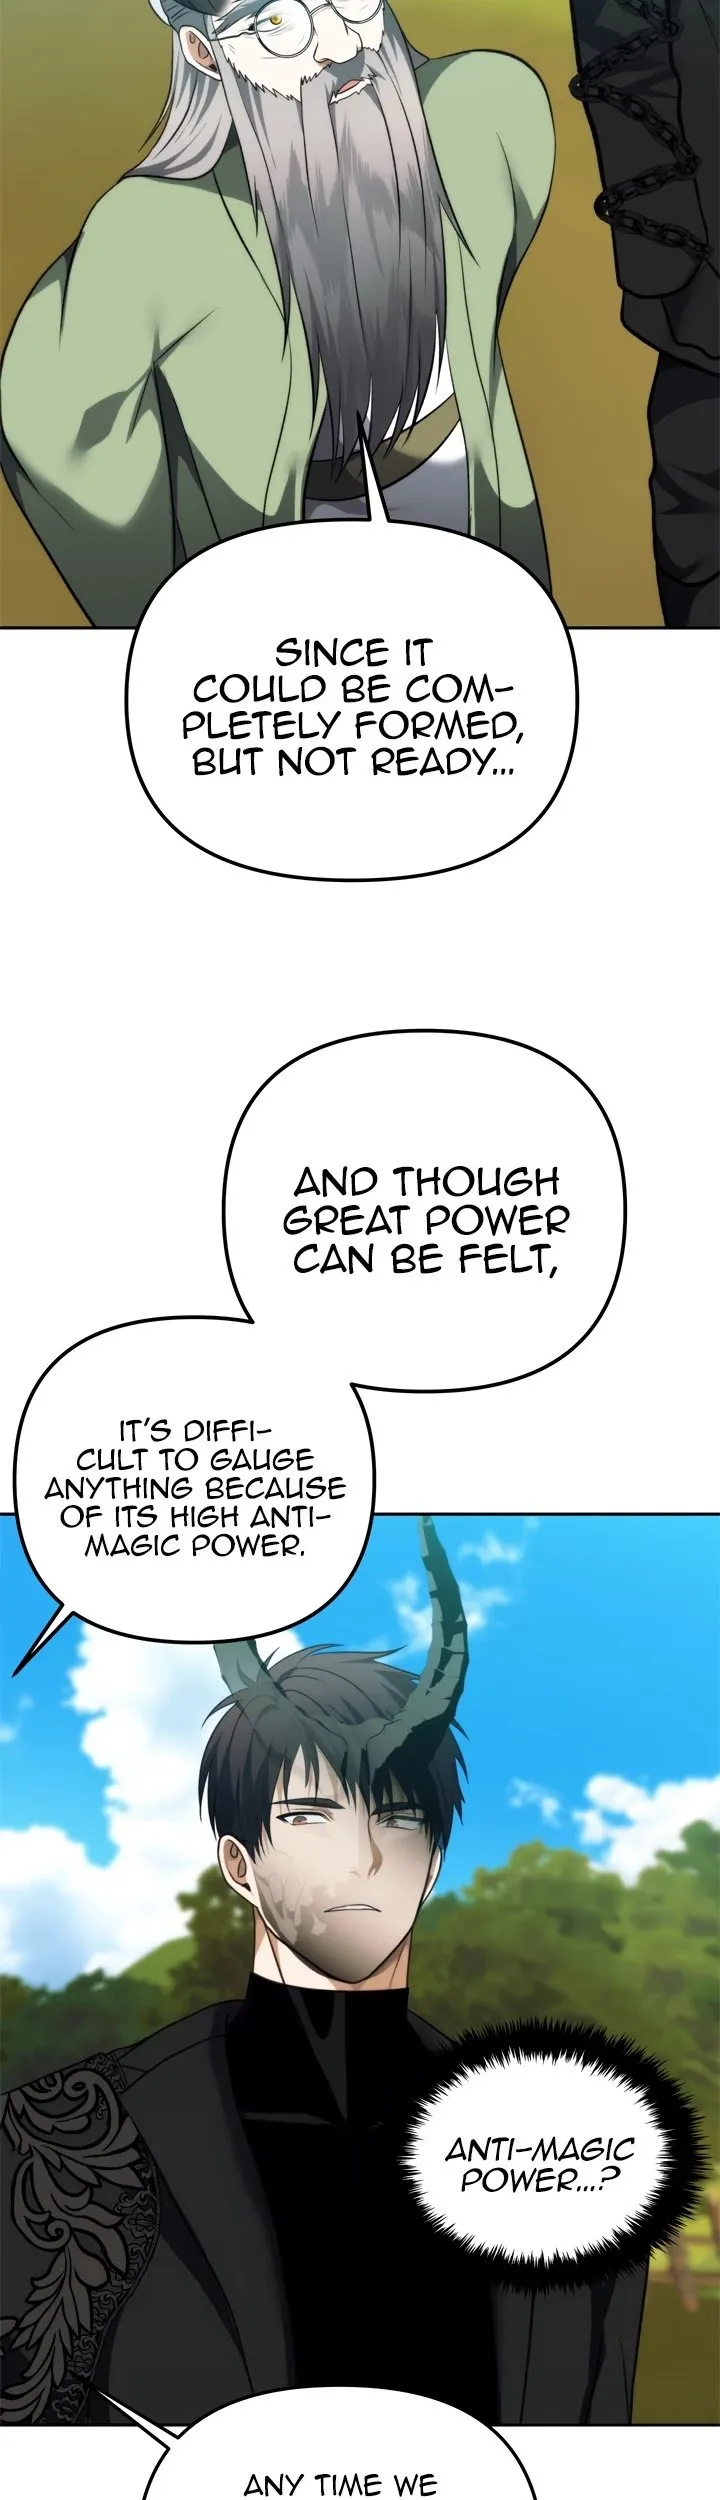 SINCE IT
COULD BE COM-
PLETELY FORMED,
BUT NOT READY...
AND THOUGH
GREAT POWER
CAN BE FELT,
IT'S DIFFI-
CULT TO GAUGE
ANYTHING BECAUSE
OF ITS HIGH ANTI-
MAGIC POWER.
ANTI-MAGIC
POWER...?
ANY TIME WE